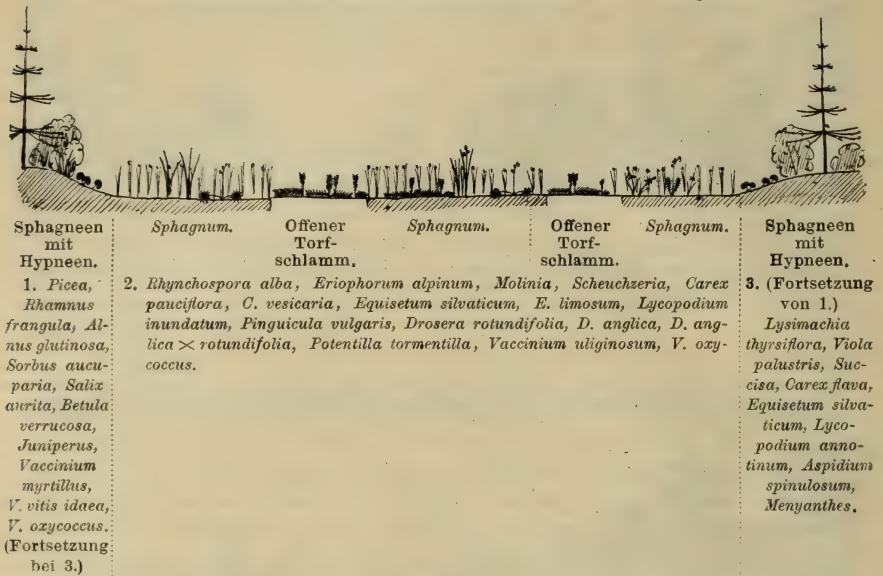 Sphagneen
mit
Hypneen.
1. Picea,
Rhamnus
frangula, Al-
nus glutinosa,
Sorbus aucu-
paria, Salix
aurita, Betula
verrucosa,
Juniperus,
Vaccinium
myrtillus,
V. vitis idaea,
V. oxycoccus.
(Fortsetzung
bei 3.)
Sphagnum.
Offener
Torf-
schlamm.
Sphagnum.
Offener
Torf-
schlamm.
Sphagnum.
2. Rhynchospora alba, Eriophorum alpinum, Molinia, Scheuchzeria, Carex
pauciflora, C. vesicaria, Equisetum silvaticum, E. limosum, Lycopodium
inundatum, Pinguicula vulgaris, Drosera rotundifolia, D. anglica, D. ang-
lica × rotundifolia, Potentilla tormentilla, Vaccinium uliginosum, V. oxy-
coccus.
Sphagneen
mit
Hypneen.
3. (Fortsetzung
von 1.)
Lysimachia
thyrsiflora, Viola
palustris, Suc-
cisa, Carex flava,
Equisetum silva-
ticum, Lyco-
podium anno-
tinum, Aspidium
spinulosum,
Menyanthes.